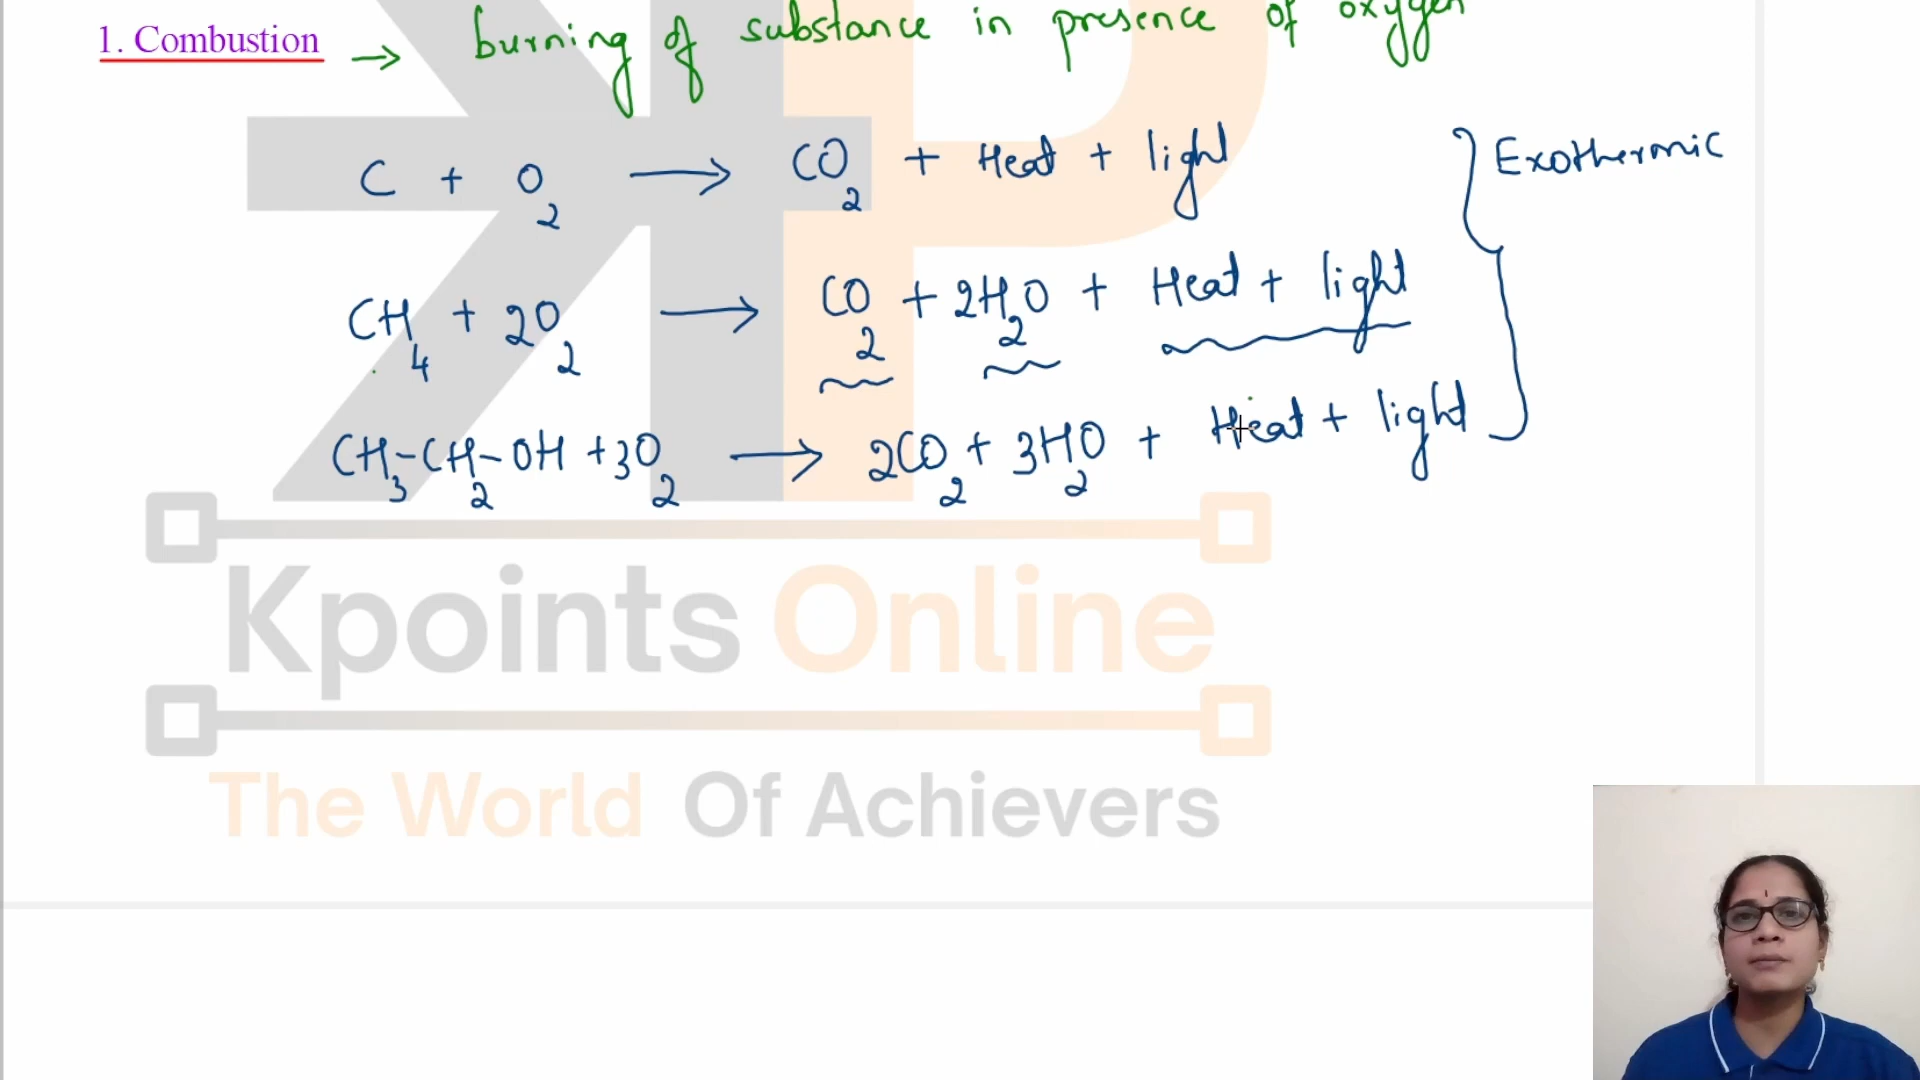 1. Combustion → burning of substance in presence of oxygen
C + O₂ ⟶ CO₂ + Heat + light } Exothermic
CH₄ + 2O₂ ⟶ CO₂ + 2H₂O + Heat + light
CH₃-CH₂-OH + 3O₂ ⟶ 2CO₂ + 3H₂O + Heat + light
Kpoints Online
The World Of Achievers